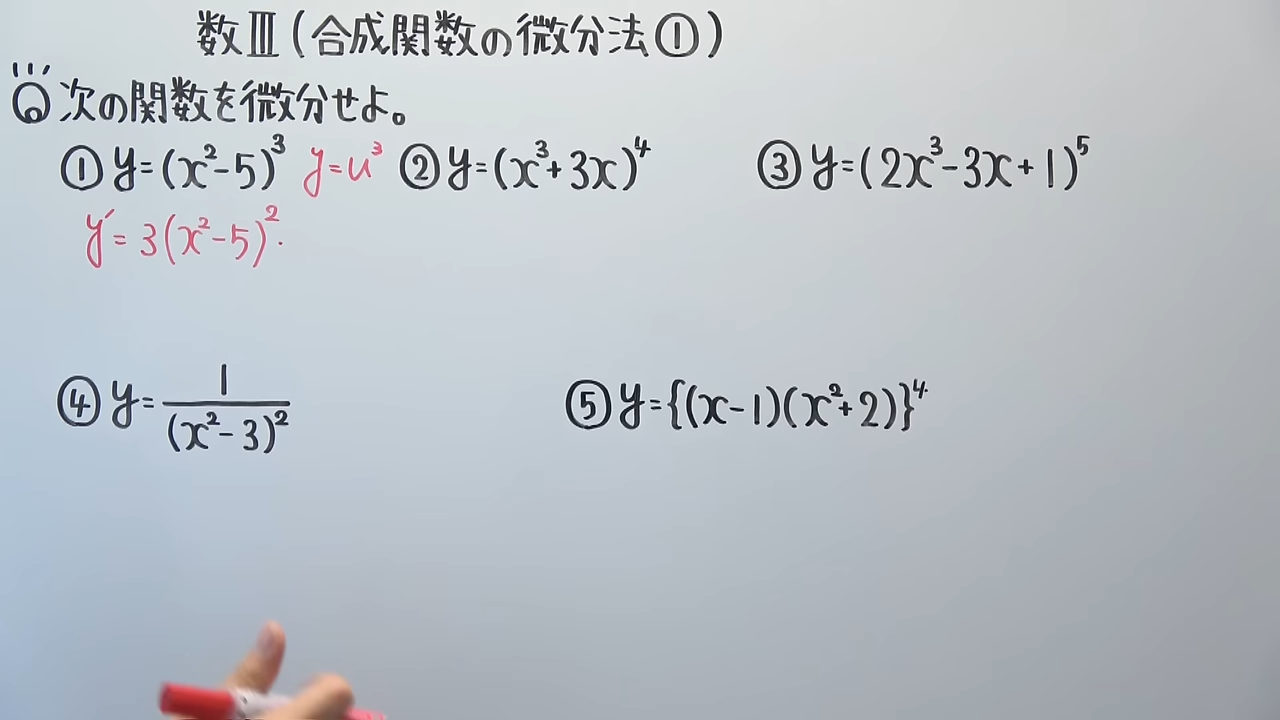 数Ⅲ(合成関数の微分法①)
Q 次の関数を微分せよ。
① y=(x²-5)³ y=u³ ② y=(x³+3x)⁴ ③ y=(2x³-3x+1)⁵
y'=3(x²-5)²·
④ y=1/(x²-3)² ⑤ y={(x-1)(x²+2)}⁴